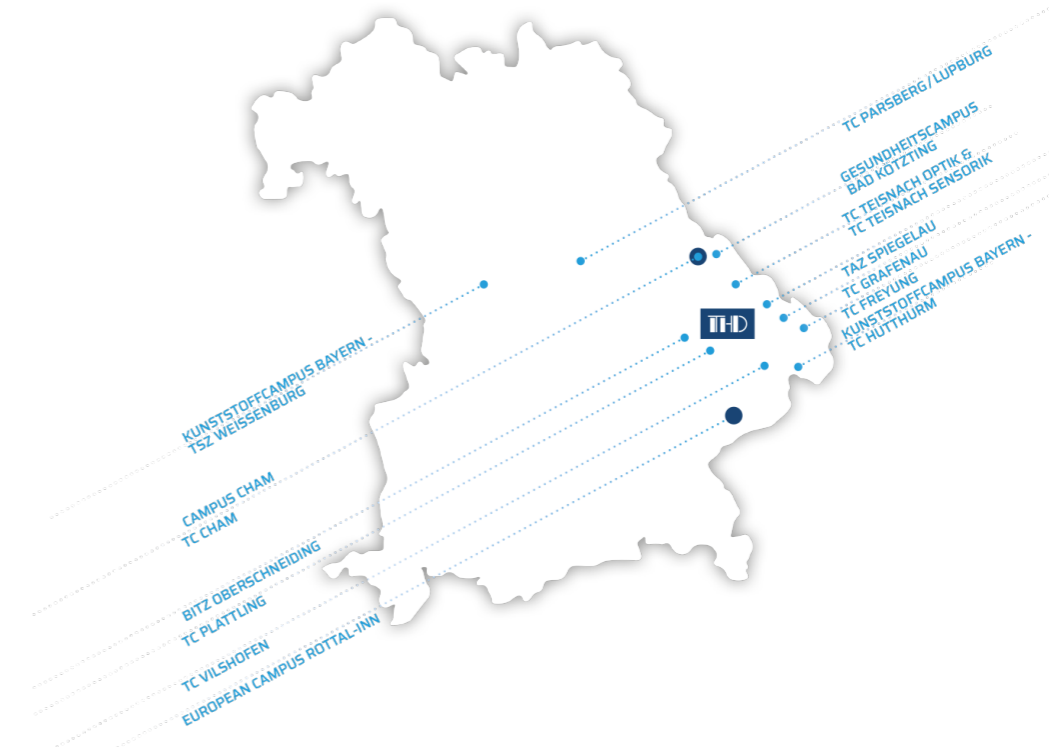 TC PARSBERG / LUPBURG
GESUNDHEITSCAMPUS
BAD KÖTZTING
TC TEISNACH OPTIK &
TC TEISNACH SENSORIK
TAZ SPIEGELAU
TC GRAFENAU
TC FREYUNG
KUNSTSTOFFCAMPUS BAYERN -
TC HUTTHURM
THD
KUNSTSTOFFCAMPUS BAYERN -
TSZ WEISSENBURG
CAMPUS CHAM
TC CHAM
BITZ OBERSCHNEIDING
TC PLATTLING
TC VILSHOFEN
EUROPEAN CAMPUS ROTTAL-INN